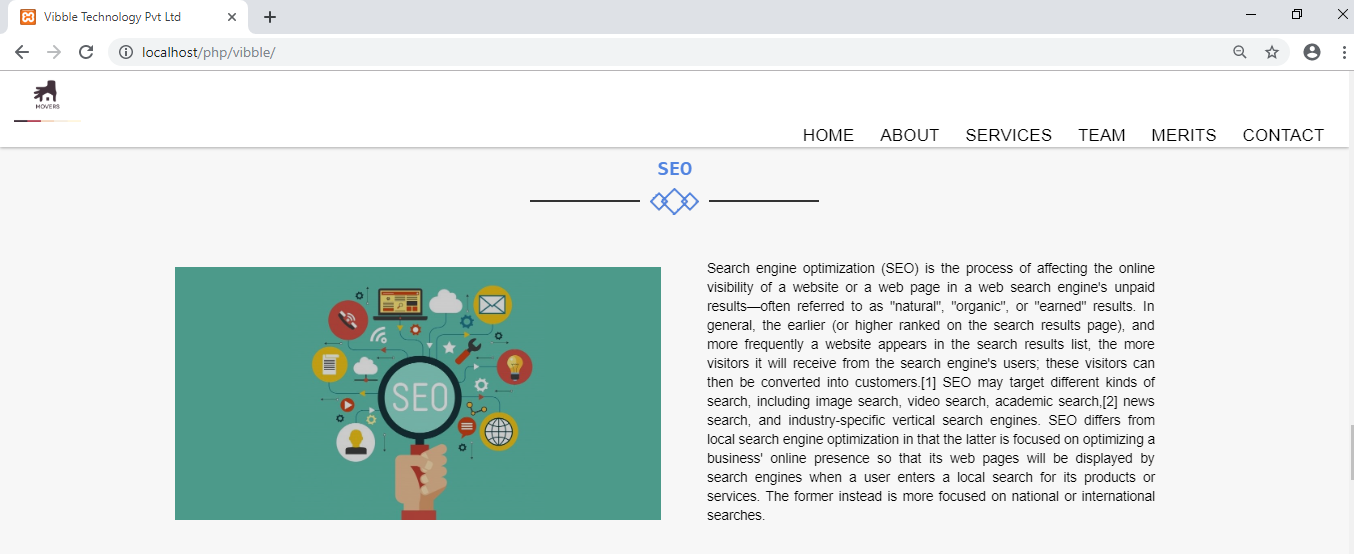 Vibble Technology Pvt Ltd
localhost/php/vibble/
MOVERS
HOME ABOUT SERVICES TEAM MERITS CONTACT
SEO
SEO
Search engine optimization (SEO) is the process of affecting the online
visibility of a website or a web page in a web search engine's unpaid
results—often referred to as "natural", "organic", or "earned" results. In
general, the earlier (or higher ranked on the search results page), and
more frequently a website appears in the search results list, the more
visitors it will receive from the search engine's users; these visitors can
then be converted into customers.[1] SEO may target different kinds of
search, including image search, video search, academic search,[2] news
search, and industry-specific vertical search engines. SEO differs from
local search engine optimization in that the latter is focused on optimizing a
business' online presence so that its web pages will be displayed by
search engines when a user enters a local search for its products or
services. The former instead is more focused on national or international
searches.